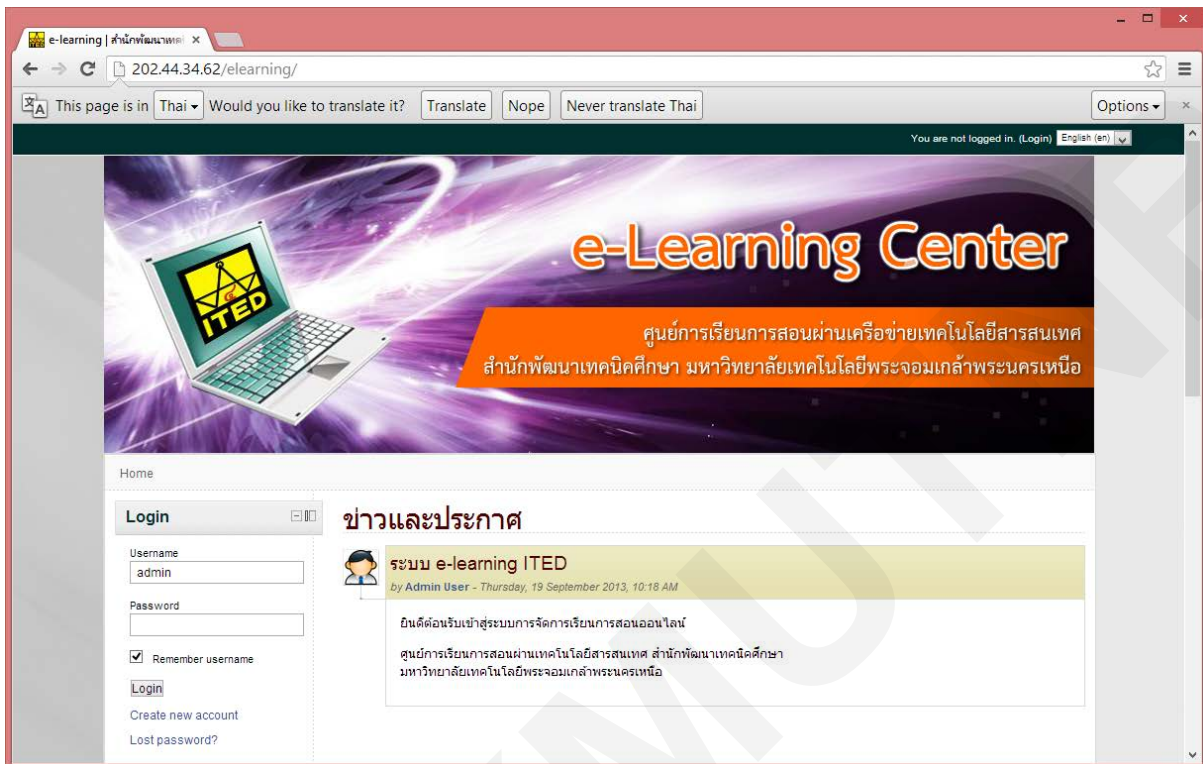 e-learning | สำนักพัฒนาเทค
202.44.34.62/elearning/
This page is in Thai Would you like to translate it? Translate Nope Never translate Thai Options
You are not logged in. (Login) English (en)
ITED
e-Learning Center
ศูนย์การเรียนการสอนผ่านเครือข่ายเทคโนโลยีสารสนเทศ
สำนักพัฒนาเทคนิคศึกษา มหาวิทยาลัยเทคโนโลยีพระจอมเกล้าพระนครเหนือ
Home
Login
Username
admin
Password
Remember username
Login
Create new account
Lost password?
ข่าวและประกาศ
ระบบ e-learning ITED
by Admin User - Thursday, 19 September 2013, 10:18 AM
ยินดีต้อนรับเข้าสู่ระบบการจัดการเรียนการสอนออนไลน์
ศูนย์การเรียนการสอนผ่านเทคโนโลยีสารสนเทศ สำนักพัฒนาเทคนิคศึกษา
มหาวิทยาลัยเทคโนโลยีพระจอมเกล้าพระนครเหนือ